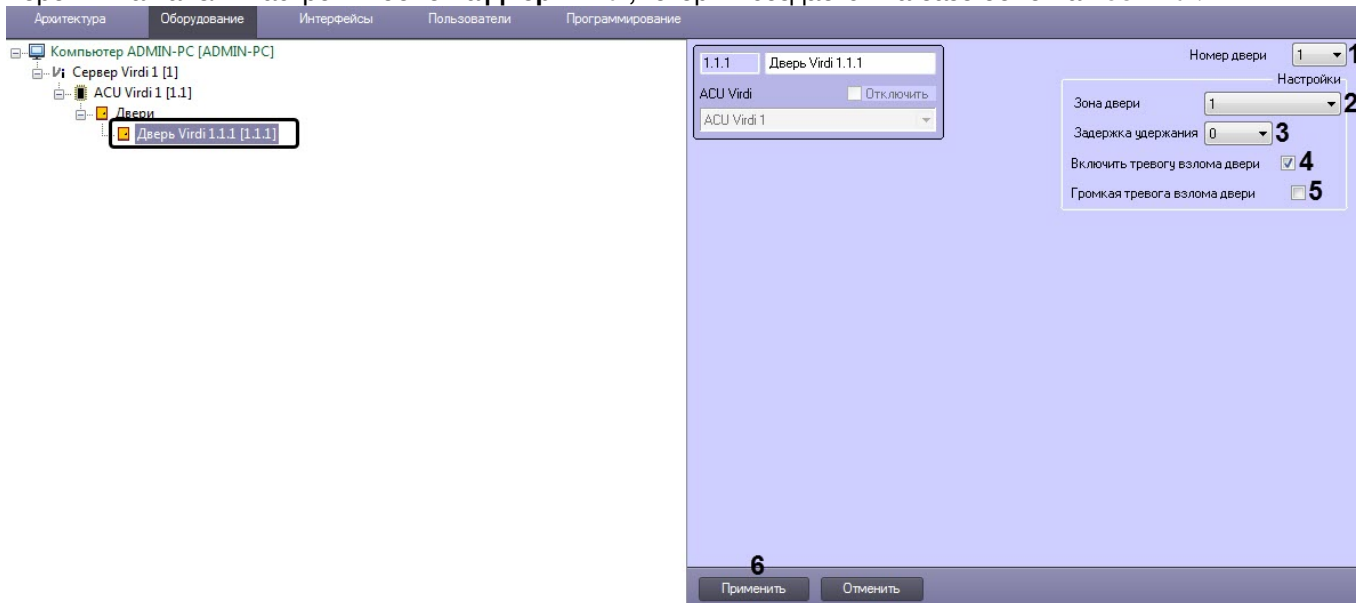 Архитектура Оборудование Интерфейсы Пользователи Программирование
Компьютер ADMIN-PC [ADMIN-PC]
Сервер Virdi 1 [1]
ACU Virdi 1 [1.1]
Двери
Дверь Virdi 1.1.1 [1.1.1]
1.1.1 Дверь Virdi 1.1.1
ACU Virdi Отключить
ACU Virdi 1
Номер двери 1 1
Настройки
Зона двери 1 2
Задержка удержания 0 3
Включить тревогу взлома двери 4
Громкая тревога взлома двери 5
6
Применить Отменить